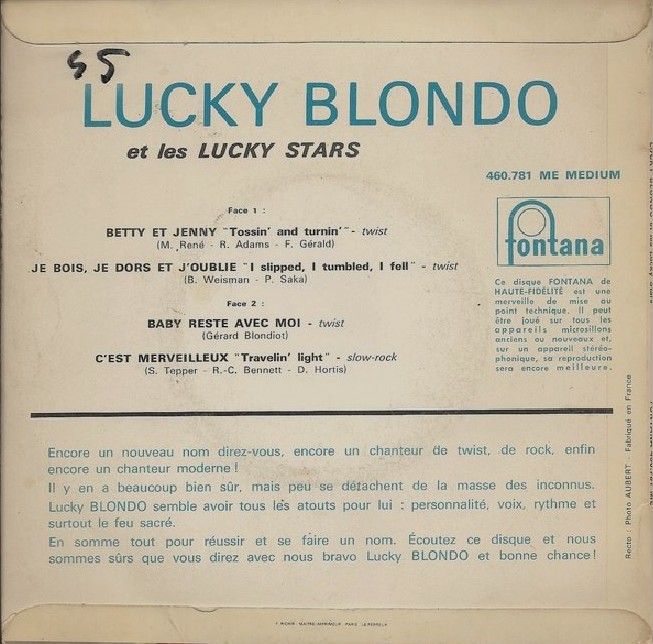 45
LUCKY BLONDO
et les LUCKY STARS
460.781 ME MEDIUM
fontana
Face 1 :
BETTY ET JENNY "Tossin' and turnin'" - twist
(M. René - R. Adams - F. Gérald)
JE BOIS, JE DORS ET J'OUBLIE "I slipped, I tumbled, I fell" - twist
(B. Weisman - P. Saka)
Face 2 :
BABY RESTE AVEC MOI - twist
(Gérard Blondiot)
C'EST MERVEILLEUX "Travelin' light" - slow-rock
(S. Tepper - R.-C. Bennett - D. Hortis)
Ce disque FONTANA de
HAUTE-FIDÉLITÉ est une
merveille de mise au
point technique. Il peut
être joué sur tous les
appareils microsillons
anciens ou nouveaux et,
sur un appareil stéréo-
phonique, sa reproduction
sera encore meilleure.
Encore un nouveau nom direz-vous, encore un chanteur de twist, de rock, enfin
encore un chanteur moderne !
Il y en a beaucoup bien sûr, mais peu se détachent de la masse des inconnus.
Lucky BLONDO semble avoir tous les atouts pour lui : personnalité, voix, rythme et
surtout le feu sacré.
En somme tout pour réussir et se faire un nom. Écoutez ce disque et nous
sommes sûrs que vous direz avec nous bravo Lucky BLONDO et bonne chance !
Recto : Photo AUBERT - Fabriqué en France